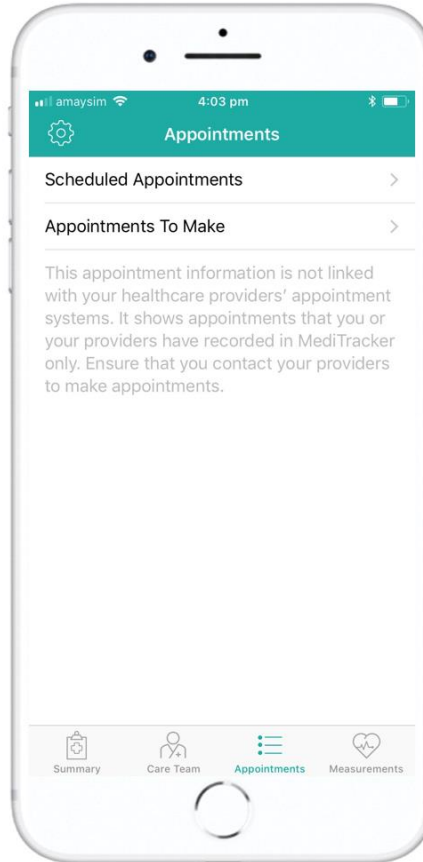 amaysim 4:03 pm
Appointments
Scheduled Appointments
Appointments To Make
This appointment information is not linked
with your healthcare providers’ appointment
systems. It shows appointments that you or
your providers have recorded in MediTracker
only. Ensure that you contact your providers
to make appointments.
Summary Care Team Appointments Measurements